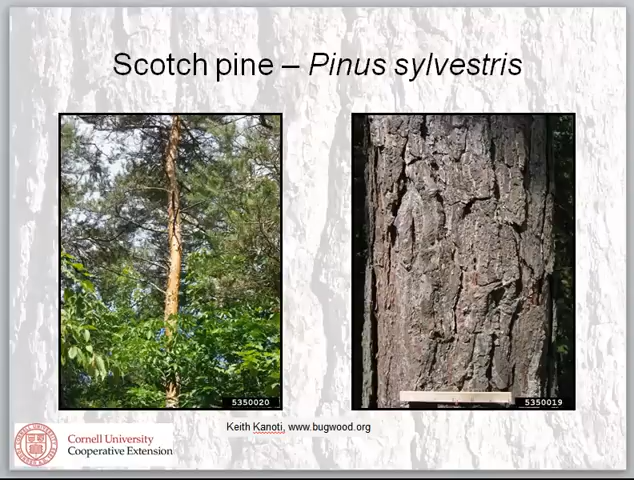 Scotch pine – Pinus sylvestris
5350020
5350019
Keith Kanoti, www.bugwood.org
Cornell University
Cooperative Extension